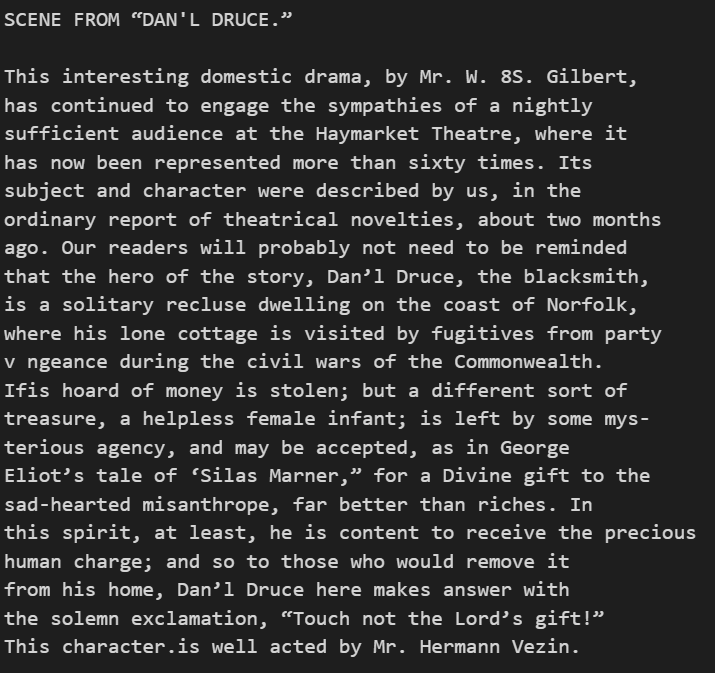 SCENE FROM “DAN'L DRUCE.”
This interesting domestic drama, by Mr. W. 8S. Gilbert,
has continued to engage the sympathies of a nightly
sufficient audience at the Haymarket Theatre, where it
has now been represented more than sixty times. Its
subject and character were described by us, in the
ordinary report of theatrical novelties, about two months
ago. Our readers will probably not need to be reminded
that the hero of the story, Dan’l Druce, the blacksmith,
is a solitary recluse dwelling on the coast of Norfolk,
where his lone cottage is visited by fugitives from party
v ngeance during the civil wars of the Commonwealth.
Ifis hoard of money is stolen; but a different sort of
treasure, a helpless female infant; is left by some mys-
terious agency, and may be accepted, as in George
Eliot’s tale of ‘Silas Marner,” for a Divine gift to the
sad-hearted misanthrope, far better than riches. In
this spirit, at least, he is content to receive the precious
human charge; and so to those who would remove it
from his home, Dan’l Druce here makes answer with
the solemn exclamation, “Touch not the Lord’s gift!”
This character.is well acted by Mr. Hermann Vezin.